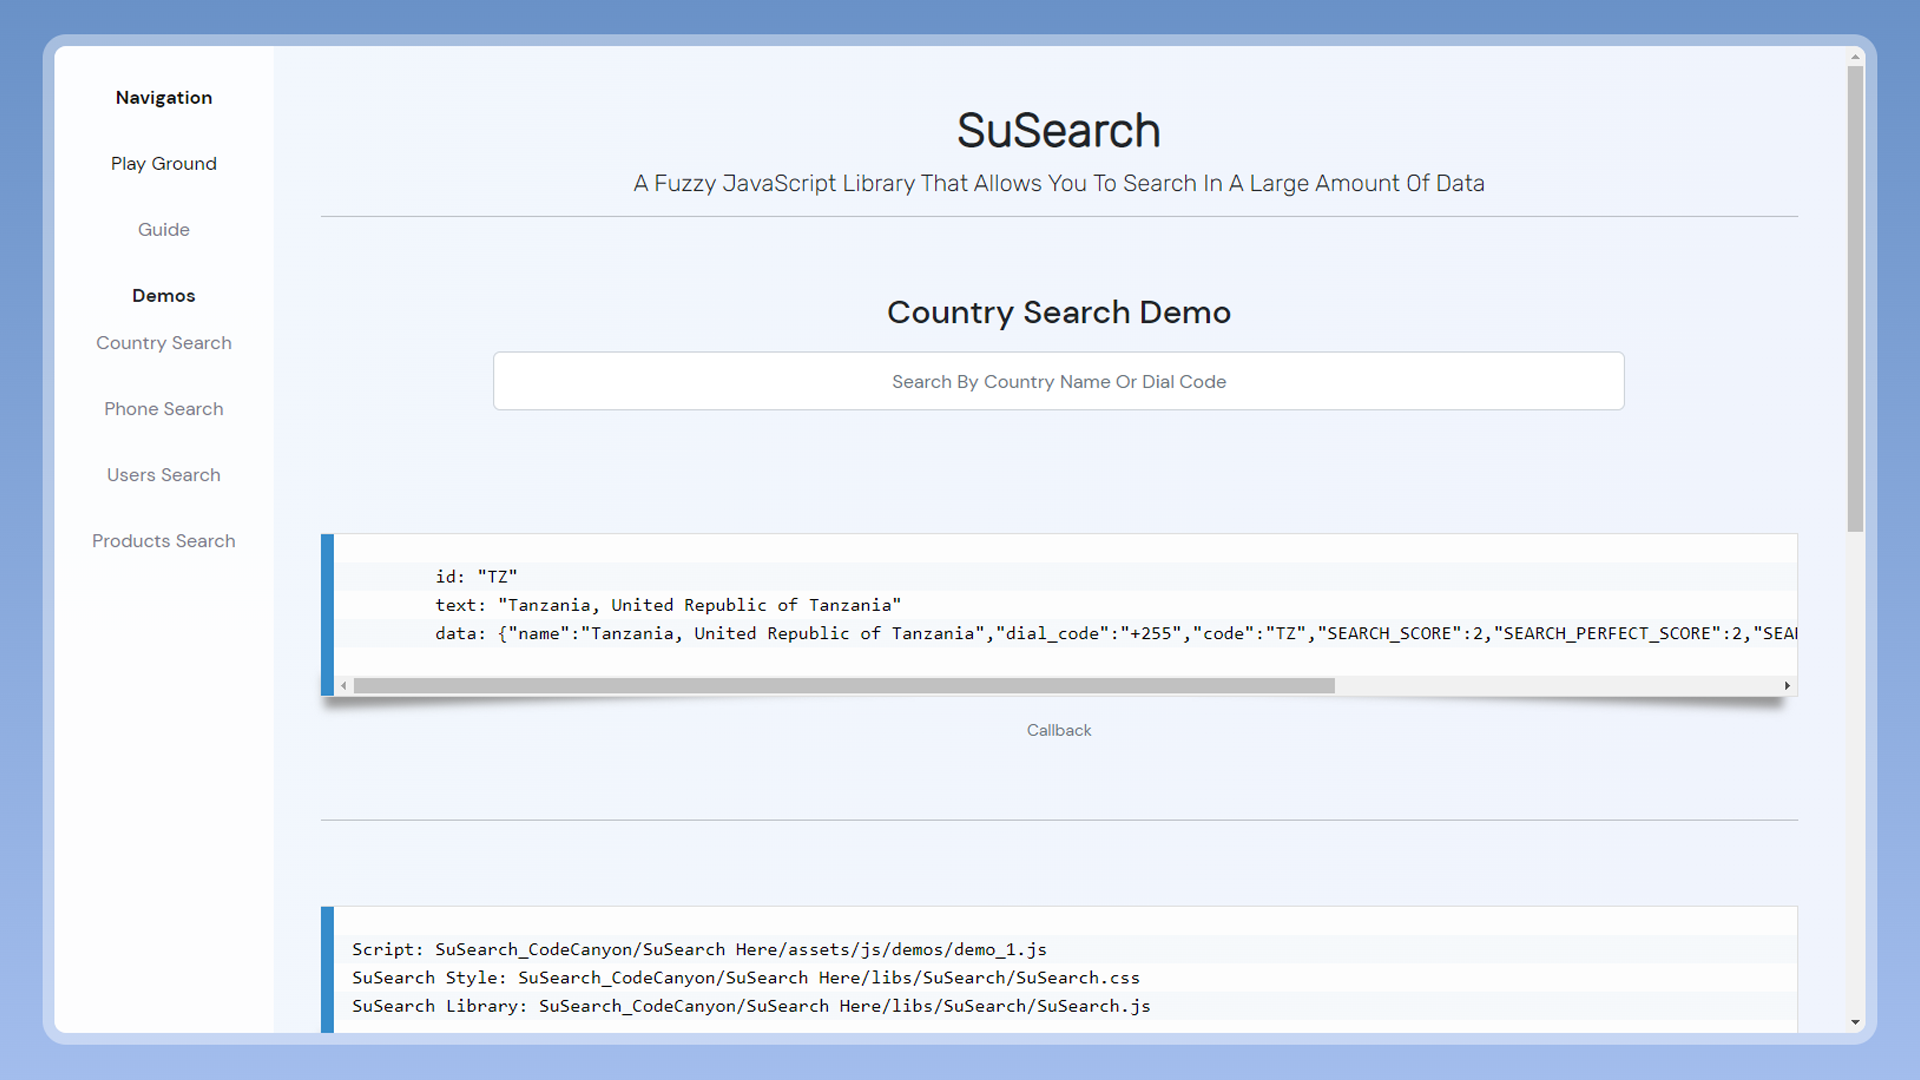 Navigation
Play Ground
Guide
Demos
Country Search
Phone Search
Users Search
Products Search
SuSearch
A Fuzzy JavaScript Library That Allows You To Search In A Large Amount Of Data
Country Search Demo
Search By Country Name Or Dial Code
id: "TZ"
text: "Tanzania, United Republic of Tanzania"
data: {"name":"Tanzania, United Republic of Tanzania","dial_code":"+255","code":"TZ","SEARCH_SCORE":2,"SEARCH_PERFECT_SCORE":2,"SEA
Callback
Script: SuSearch_CodeCanyon/SuSearch Here/assets/js/demos/demo_1.js
SuSearch Style: SuSearch_CodeCanyon/SuSearch Here/libs/SuSearch/SuSearch.css
SuSearch Library: SuSearch_CodeCanyon/SuSearch Here/libs/SuSearch/SuSearch.js